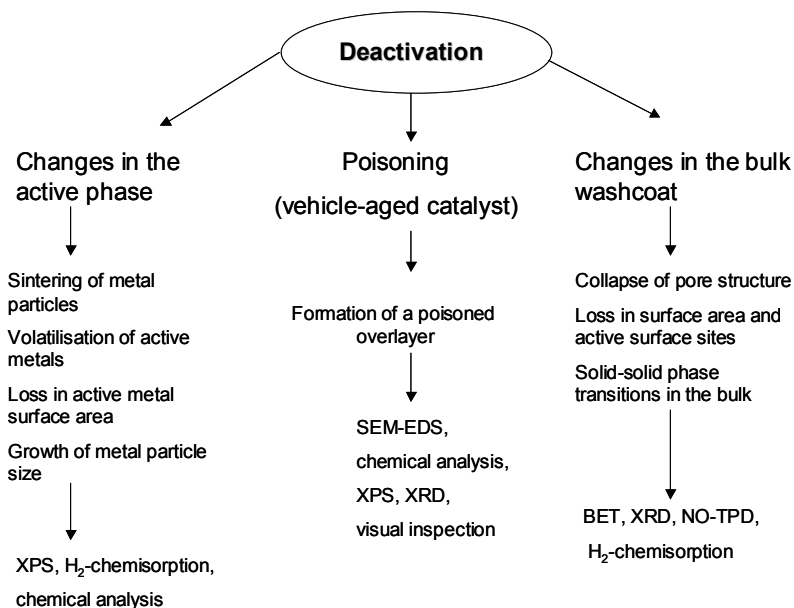 Deactivation
Changes in the
active phase
Sintering of metal
particles
Volatilisation of active
metals
Loss in active metal
surface area
Growth of metal particle
size
XPS, H₂-chemisorption,
chemical analysis
Poisoning
(vehicle-aged catalyst)
Formation of a poisoned
overlayer
SEM-EDS,
chemical analysis,
XPS, XRD,
visual inspection
Changes in the bulk
washcoat
Collapse of pore structure
Loss in surface area and
active surface sites
Solid-solid phase
transitions in the bulk
BET, XRD, NO-TPD,
H₂-chemisorption